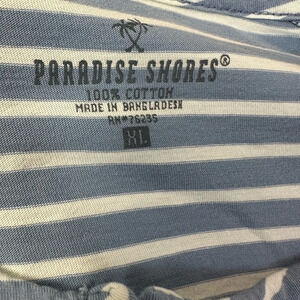 PARADISE SHORES®
100% COTTON
MADE IN BANGLADESH
RN#76235
XL